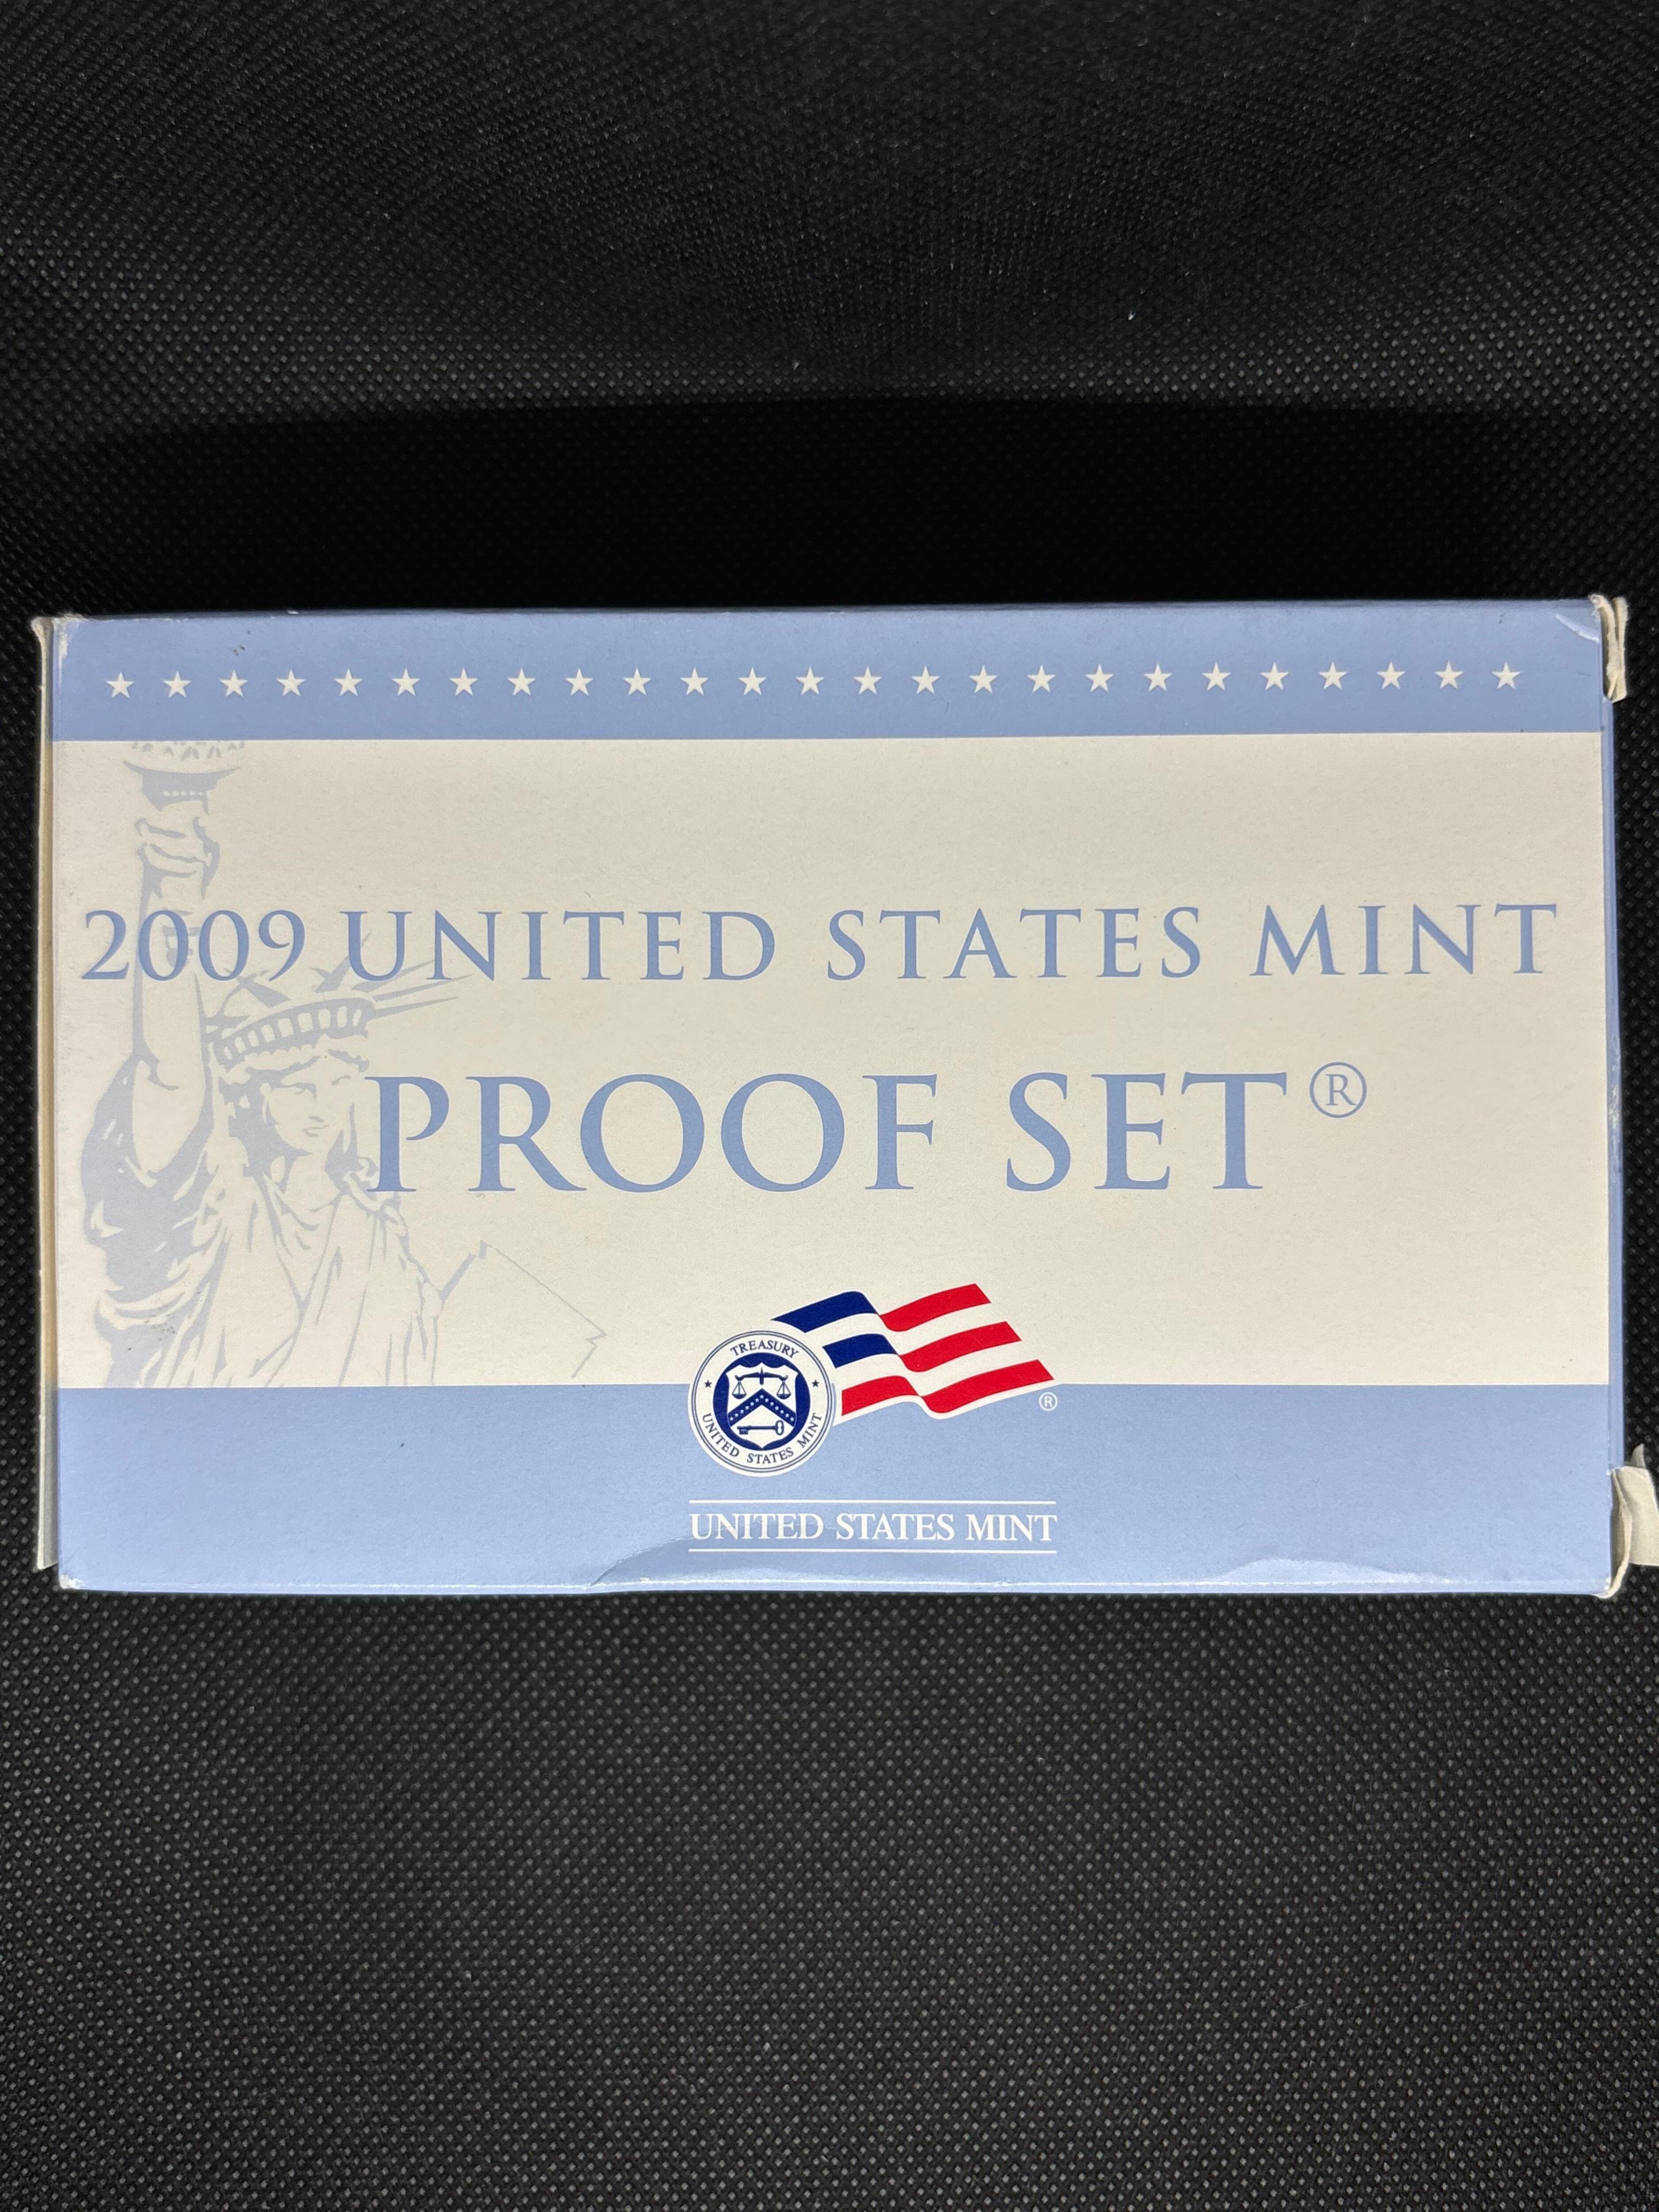 2009 UNITED STATES MINT
PROOF SET®
TREASURY
UNITED STATES MINT
®
UNITED STATES MINT